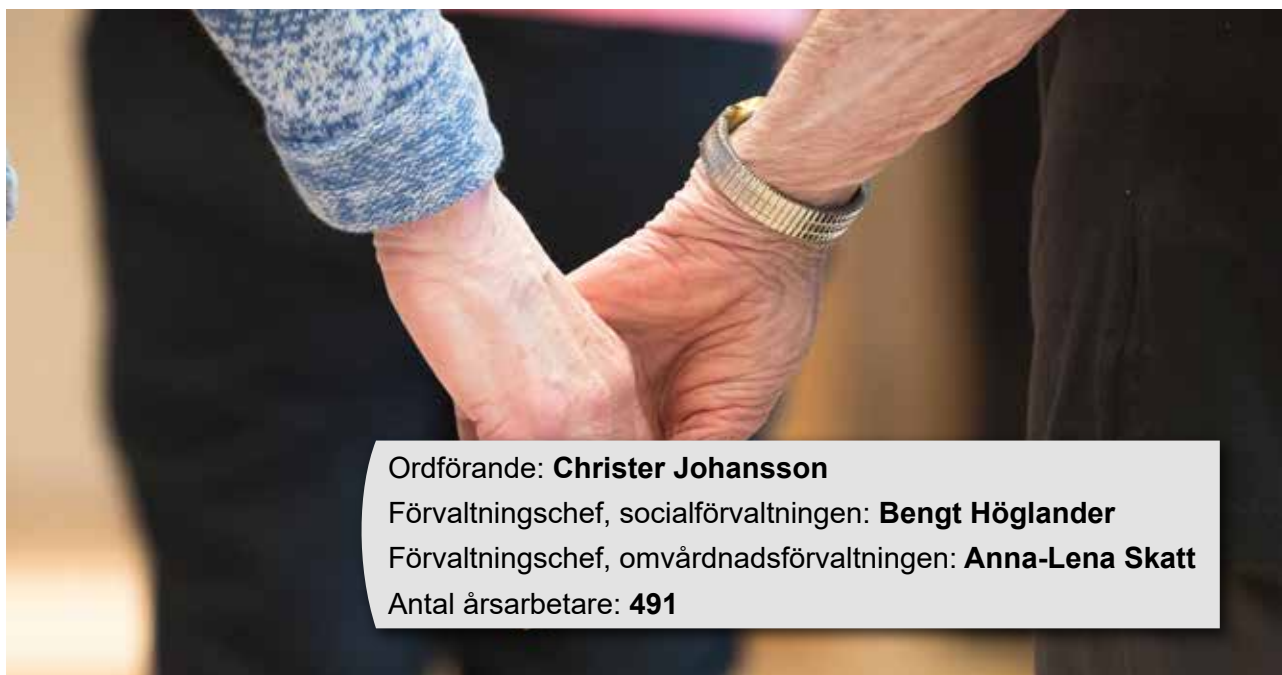 Ordförande: Christer Johansson
Förvaltningschef, socialförvaltningen: Bengt Höglander
Förvaltningschef, omvårdnadsförvaltningen: Anna-Lena Skatt
Antal årsarbetare: 491